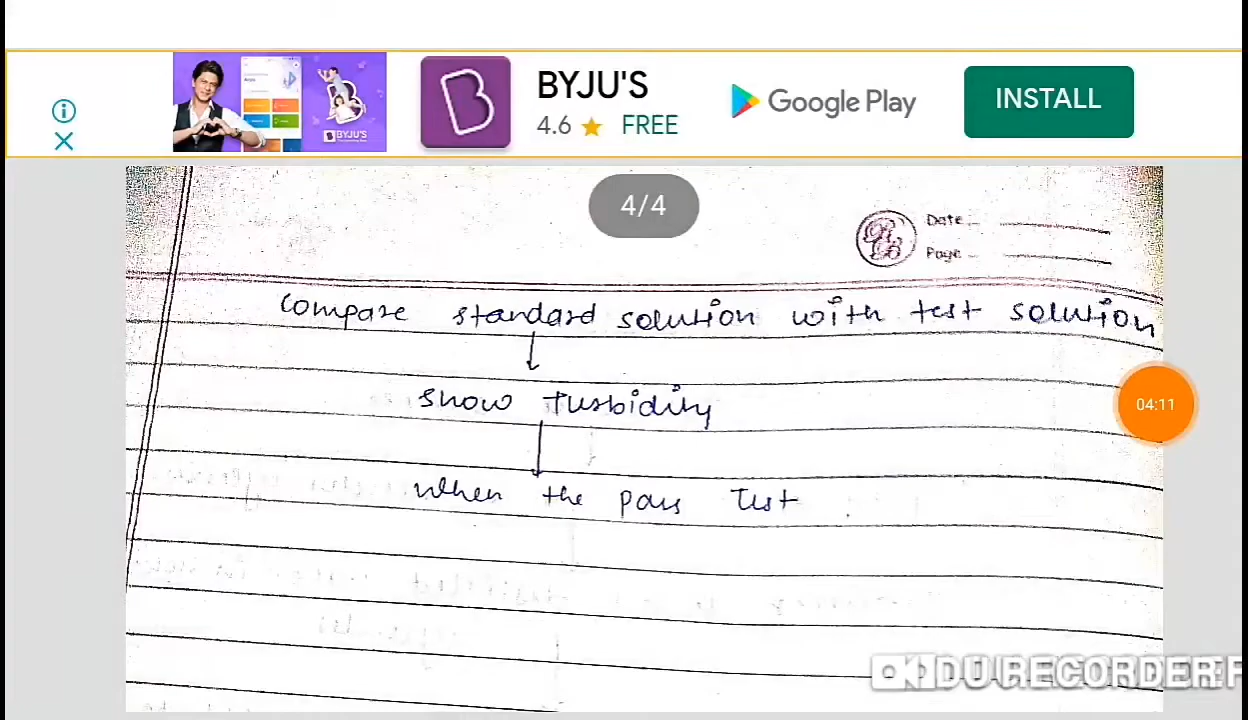 BYJU'S
4.6 ★ FREE
Google Play
INSTALL
BYJU'S
4/4
Date
Page
Compare standard solution with test solution
↓
show turbidity
↓
when the pass test
04:11
DU RECORDER F